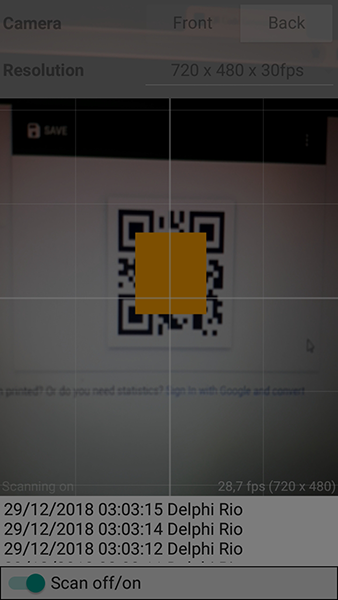 Camera Front Back
Resolution 720 x 480 x 30fps
SAVE
printed? Or do you need statistics? Sign in with Google and convert
Scanning on 28,7 fps (720 x 480)
29/12/2018 03:03:15 Delphi Rio
29/12/2018 03:03:14 Delphi Rio
29/12/2018 03:03:12 Delphi Rio
Scan off/on